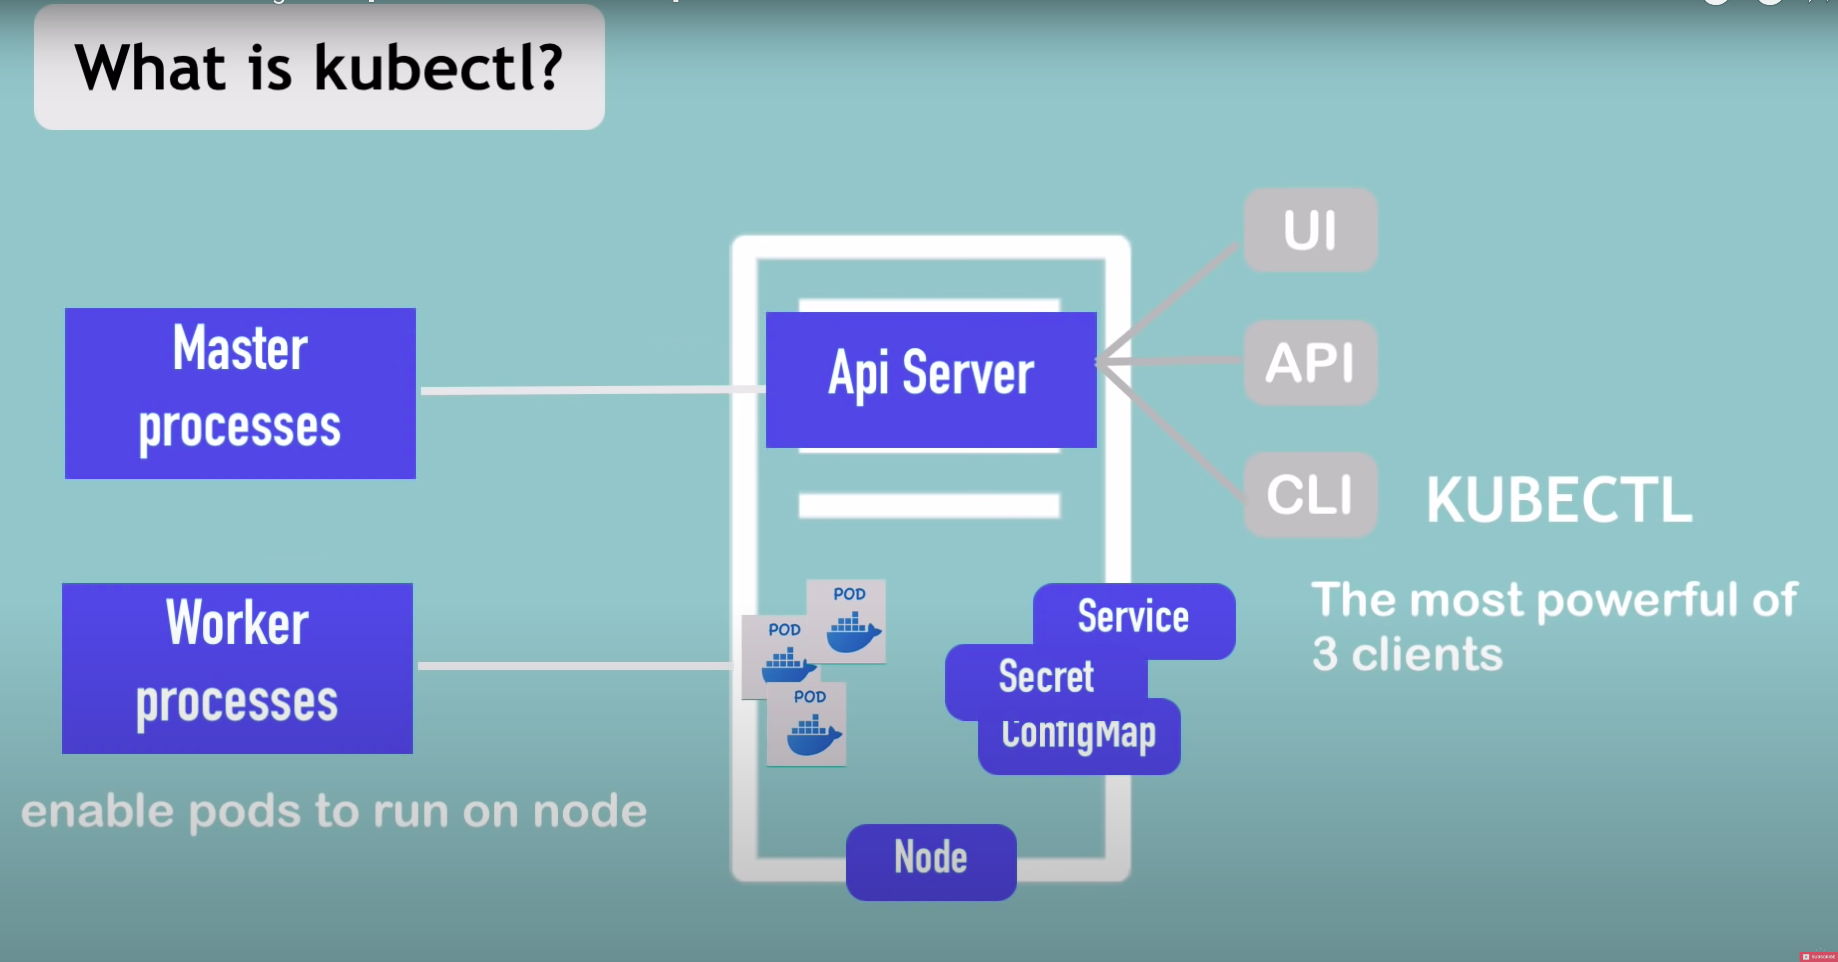 What is kubectl?
UI
Master
processes
Api Server
API
CLI
KUBECTL
The most powerful of
3 clients
Worker
processes
POD
POD
POD
Service
Secret
ConfigMap
enable pods to run on node
Node
SUBSCRIBE